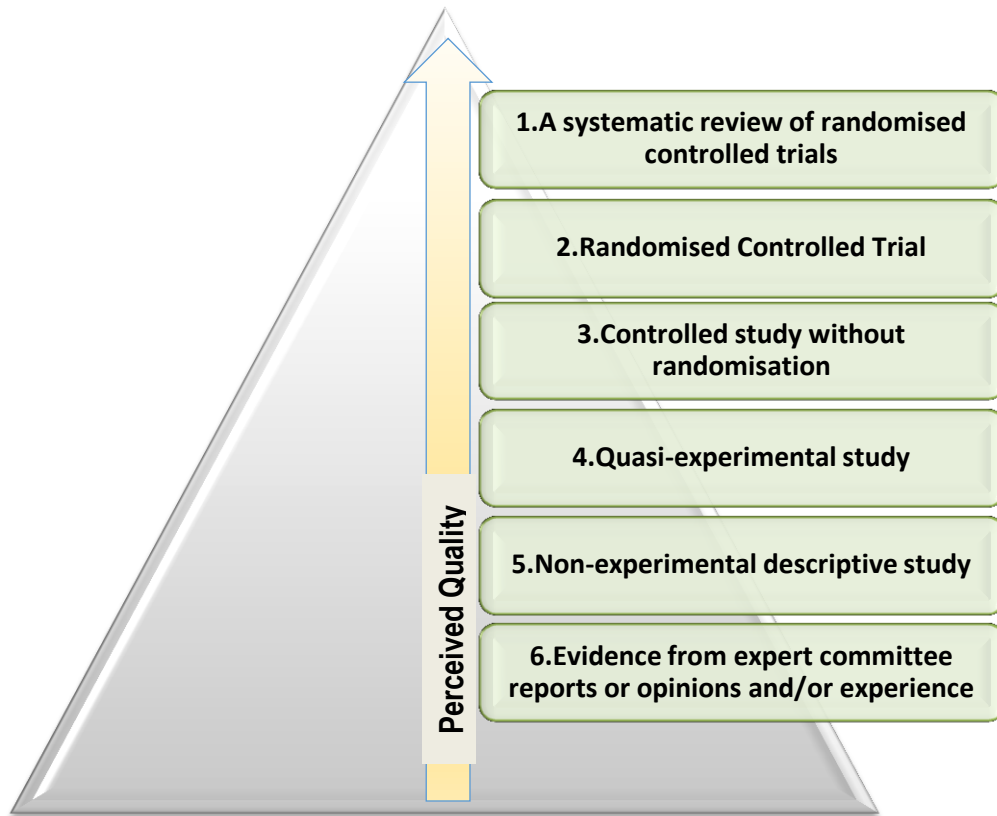 1.A systematic review of randomised
controlled trials
2.Randomised Controlled Trial
3.Controlled study without
randomisation
4.Quasi-experimental study
5.Non-experimental descriptive study
6.Evidence from expert committee
reports or opinions and/or experience
Perceived Quality